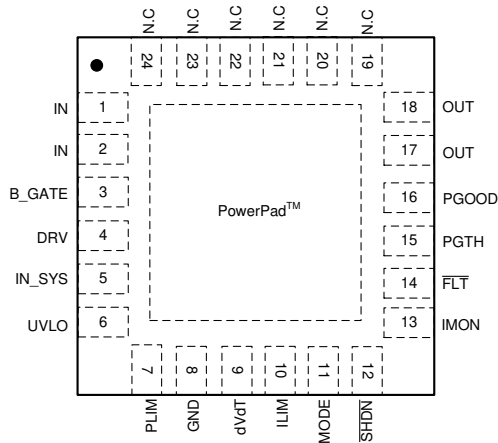 N.C N.C N.C N.C N.C N.C
24 23 22 21 20 19
IN 1
IN 2
B_GATE 3
DRV 4
IN_SYS 5
UVLO 6
PowerPad™
18 OUT
17 OUT
16 PGOOD
15 PGTH
14 FLT
13 IMON
7 8 9 10 11 12
PLIM GND dVdT ILIM MODE SHDN